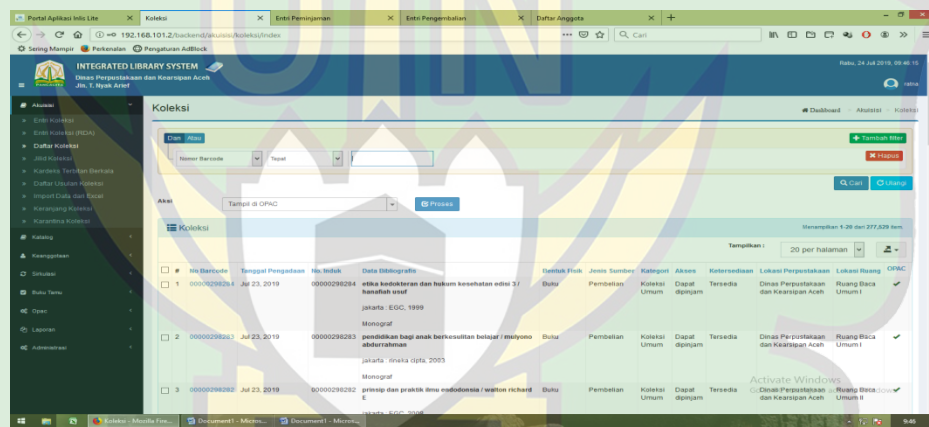 Portal Aplikasi Inlis Lite
Koleksi
Entri Peminjaman
Entri Pengembalian
Daftar Anggota
192.168.101.2/backend/akuisisi/koleksi/index
Cari
Sering Mampir Perkenalan Pengaturan AdBlock
INTEGRATED LIBRARY SYSTEM
Dinas Perpustakaan dan Kearsipan Aceh
Jln. T. Nyak Arief
Rabu, 24 Juli 2019, 09:46:15
ratna
Akuisisi
Entri Koleksi
Entri Koleksi (RDA)
Daftar Koleksi
Jilid Koleksi
Kardeks Terbitan Berkala
Daftar Usulan Koleksi
Import Data dari Excel
Keranjang Koleksi
Karantina Koleksi
Katalog
Keanggotaan
Sirkulasi
Buku Tamu
Opac
Laporan
Administrasi
Koleksi
Dashboard Akuisisi Koleksi
Dan Atau
Tambah filter
Nomor Barcode Tepat
Hapus
Cari Ulangi
Aksi Tampil di OPAC Proses
Koleksi
Menampilkan 1-20 dari 277,529 item.
Tampilkan : 20 per halaman
# No Barcode Tanggal Pengadaan No. Induk Data Bibliografis Bentuk Fisik Jenis Sumber Kategori Akses Ketersediaan Lokasi Perpustakaan Lokasi Ruang OPAC
1 00000298284 Jul 23, 2019 00000298284 etika kedokteran dan hukum kesehatan edisi 3 / Buku Pembelian Koleksi Dapat Tersedia Dinas Perpustakaan Ruang Baca
hanafiah usuf Umum dipinjam dan Kearsipan Aceh Umum I
jakarta : EGC, 1999
Monograf
2 00000298283 Jul 23, 2019 00000298283 pendidikan bagi anak berkesulitan belajar / mulyono Buku Pembelian Koleksi Dapat Tersedia Dinas Perpustakaan Ruang Baca
abdurrahman Umum dipinjam dan Kearsipan Aceh Umum I
jakarta : rineka cipta, 2003
Monograf
3 00000298282 Jul 23, 2019 00000298282 prinsip dan praktik ilmu endodonsia / walton richard Buku Pembelian Koleksi Dapat Tersedia Dinas Perpustakaan Ruang Baca
E Umum dipinjam dan Kearsipan Aceh Umum II
jakarta : EGC, 2008
Activate Windows
Koleksi - Mozilla Fire...
Document1 - Micros...
Document1 - Micros...
9:46
UIN